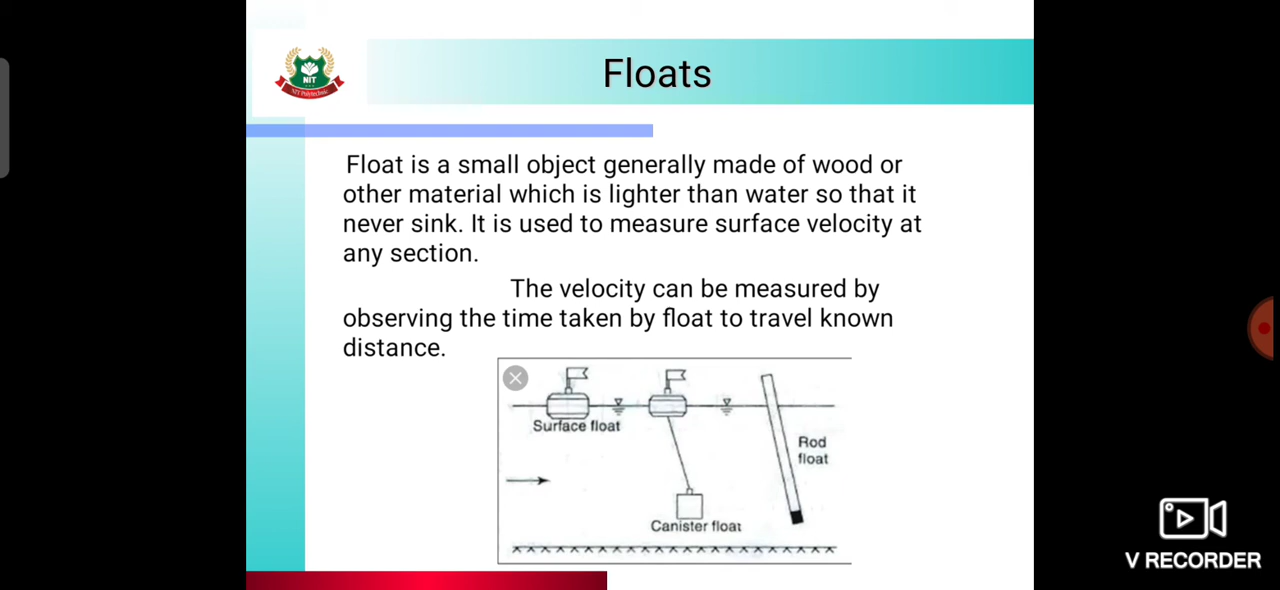 NIT
NIT Polytechnic
Floats
Float is a small object generally made of wood or
other material which is lighter than water so that it
never sink. It is used to measure surface velocity at
any section.
The velocity can be measured by
observing the time taken by float to travel known
distance.
Surface float
Rod
float
Canister float
V RECORDER